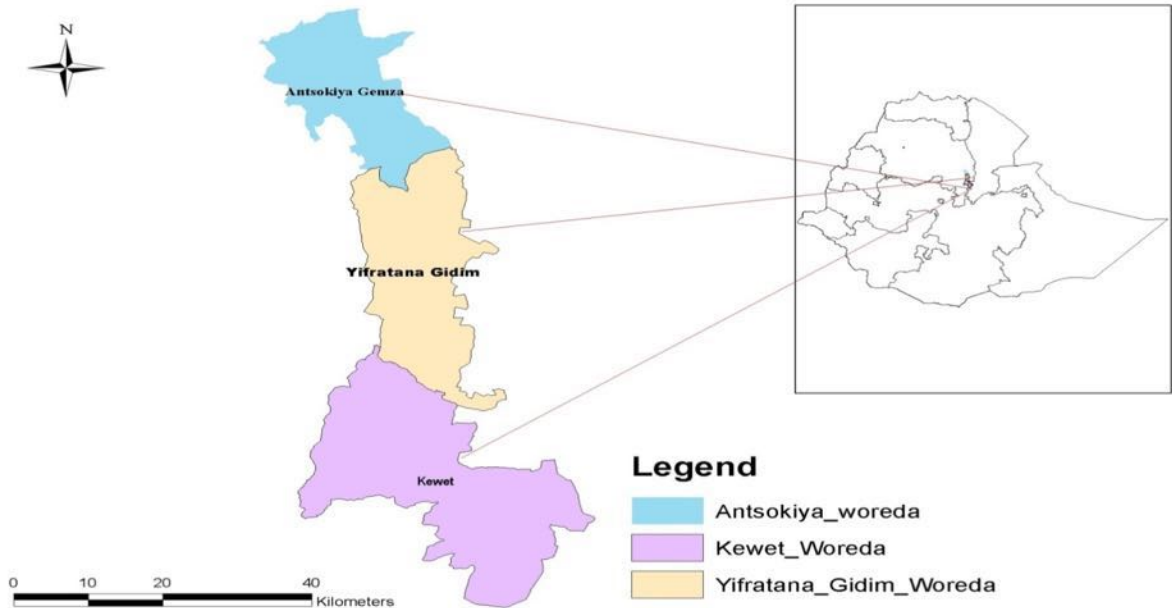 N
Antsokiya Gemza
Yifratana Gidim
Kewet
Legend
Antsokiya_woreda
Kewet_Woreda
Yifratana_Gidim_Woreda
0 10 20 40
Kilometers